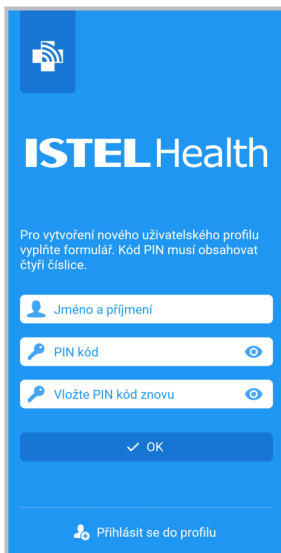 ISTEL Health
Pro vytvoření nového uživatelského profilu
vyplňte formulář. Kód PIN musí obsahovat
čtyři číslice.
Jméno a příjmení
PIN kód
Vložte PIN kód znovu
OK
Přihlásit se do profilu